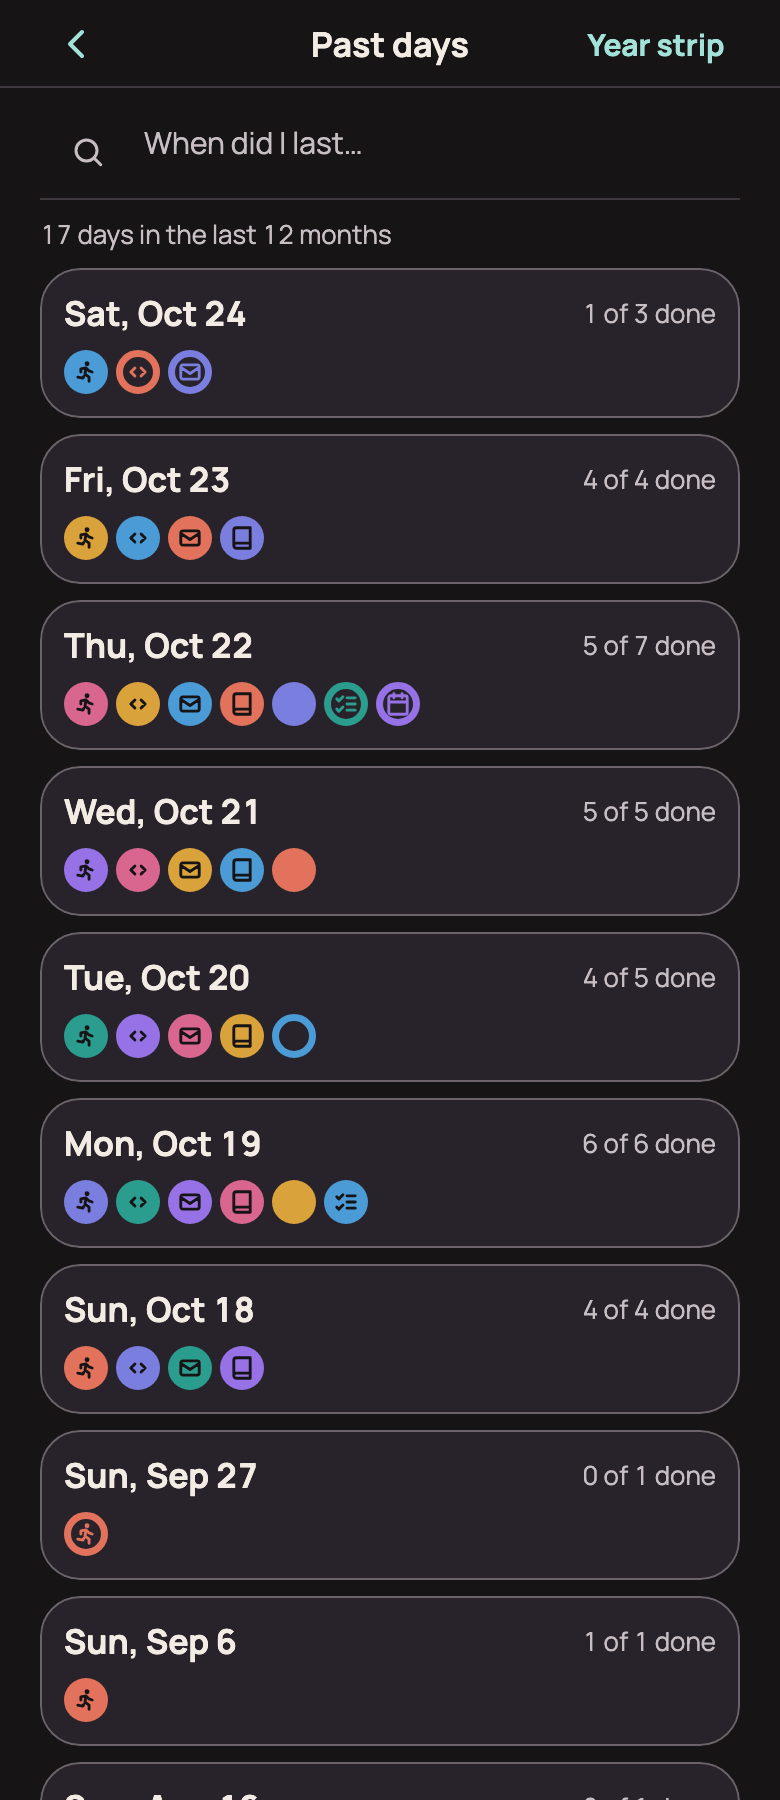 Past days
Year strip
When did I last...
17 days in the last 12 months
Sat, Oct 24
1 of 3 done
Fri, Oct 23
4 of 4 done
Thu, Oct 22
5 of 7 done
Wed, Oct 21
5 of 5 done
Tue, Oct 20
4 of 5 done
Mon, Oct 19
6 of 6 done
Sun, Oct 18
4 of 4 done
Sun, Sep 27
0 of 1 done
Sun, Sep 6
1 of 1 done